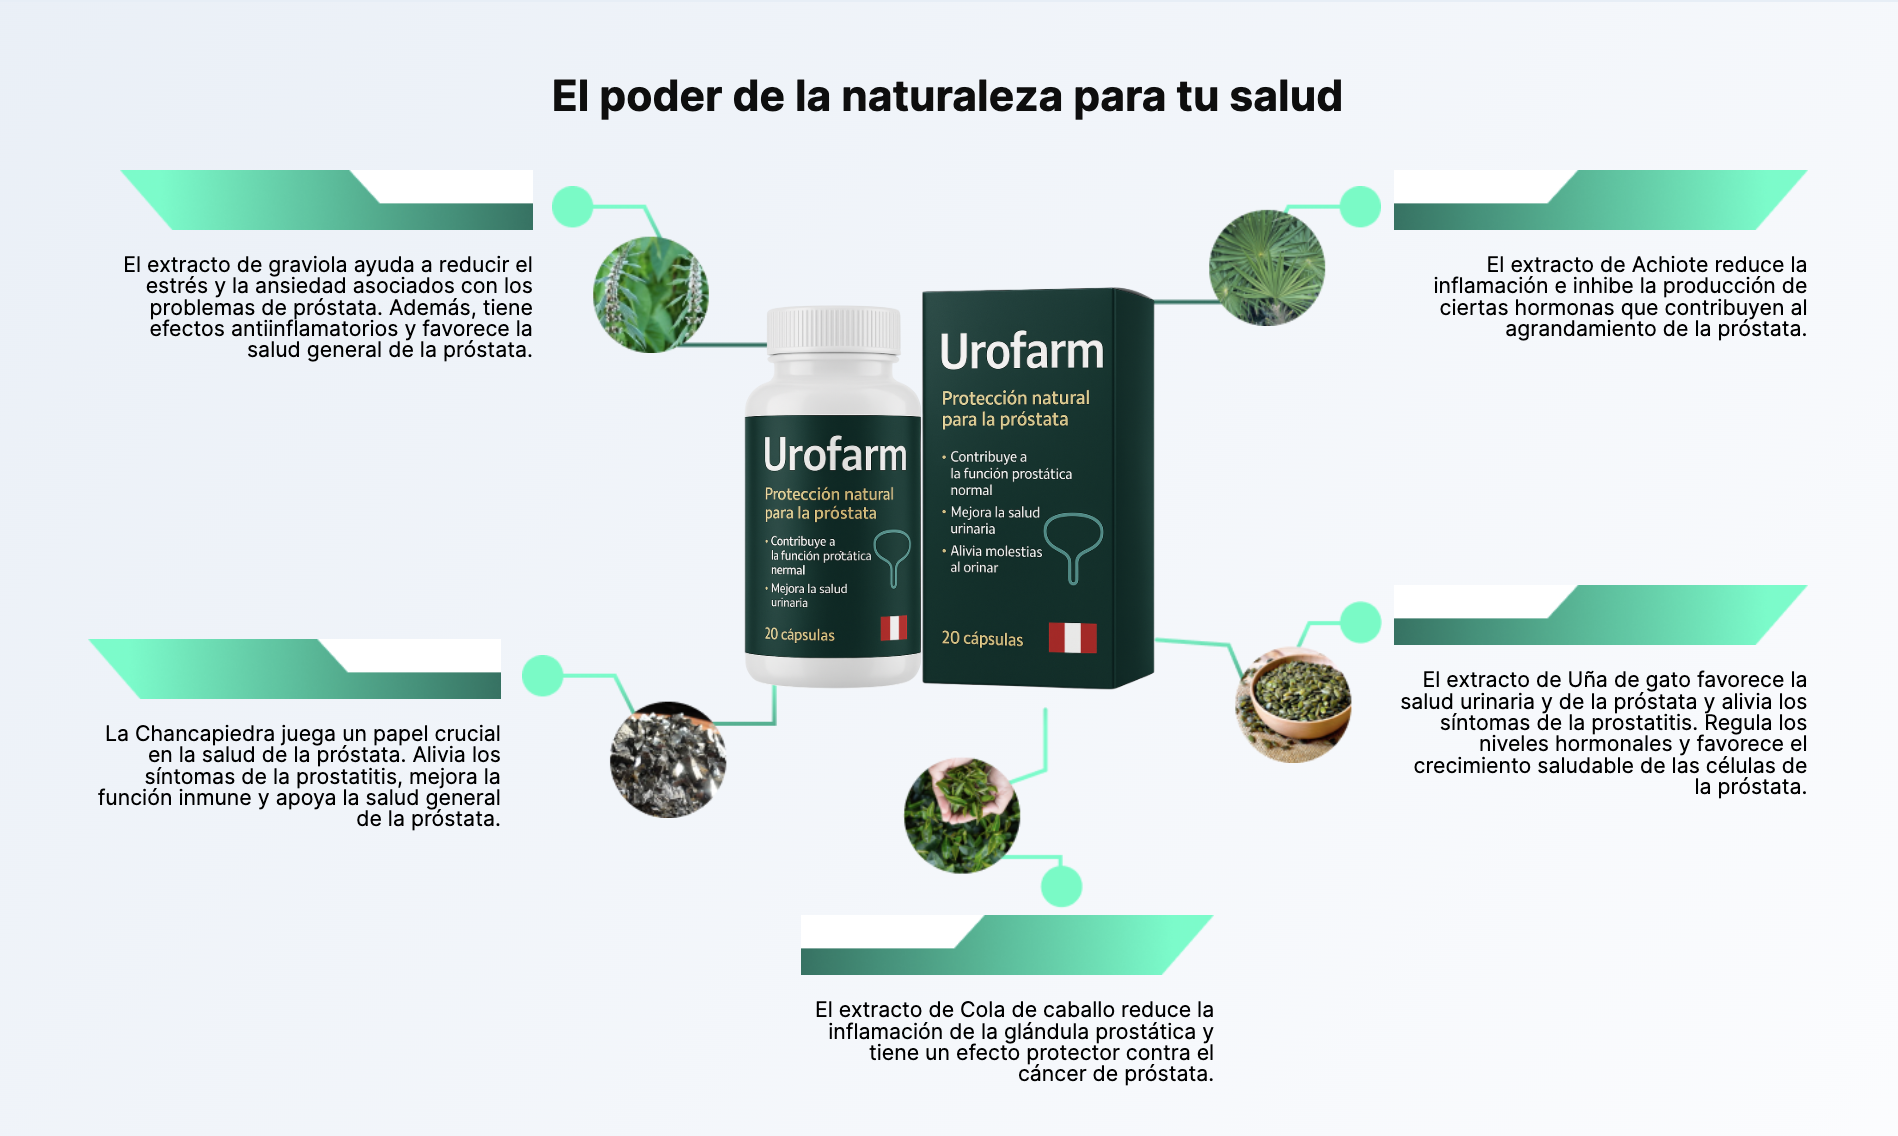 El poder de la naturaleza para tu salud
El extracto de graviola ayuda a reducir el
estrés y la ansiedad asociados con los
problemas de próstata. Además, tiene
efectos antiinflamatorios y favorece la
salud general de la próstata.
El extracto de Achiote reduce la
inflamación e inhibe la producción de
ciertas hormonas que contribuyen al
agrandamiento de la próstata.
Urofarm
Protección natural
para la próstata
• Contribuye a
la función protática
nermal
• Mejora la salud
urinaria
20 cápsulas
Urofarm
Protección natural
para la próstata
• Contribuye a
la función prostática
normal
• Mejora la salud
urinaria
• Alivia molestias
al orinar
20 cápsulas
La Chancapiedra juega un papel crucial
en la salud de la próstata. Alivia los
síntomas de la prostatitis, mejora la
función inmune y apoya la salud general
de la próstata.
El extracto de Uña de gato favorece la
salud urinaria y de la próstata y alivia los
síntomas de la prostatitis. Regula los
niveles hormonales y favorece el
crecimiento saludable de las células de
la próstata.
El extracto de Cola de caballo reduce la
inflamación de la glándula prostática y
tiene un efecto protector contra el
cáncer de próstata.